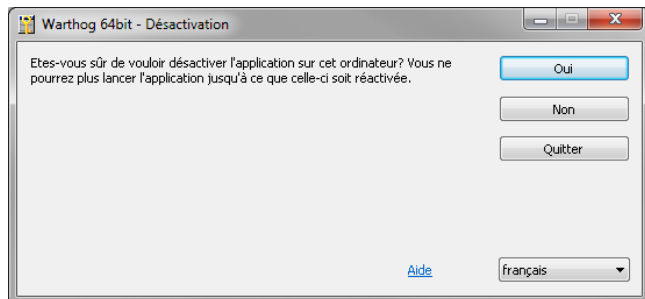 Warthog 64bit - Désactivation
Etes-vous sûr de vouloir désactiver l'application sur cet ordinateur? Vous ne
pourrez plus lancer l'application jusqu'à ce que celle-ci soit réactivée.
Oui
Non
Quitter
Aide
français